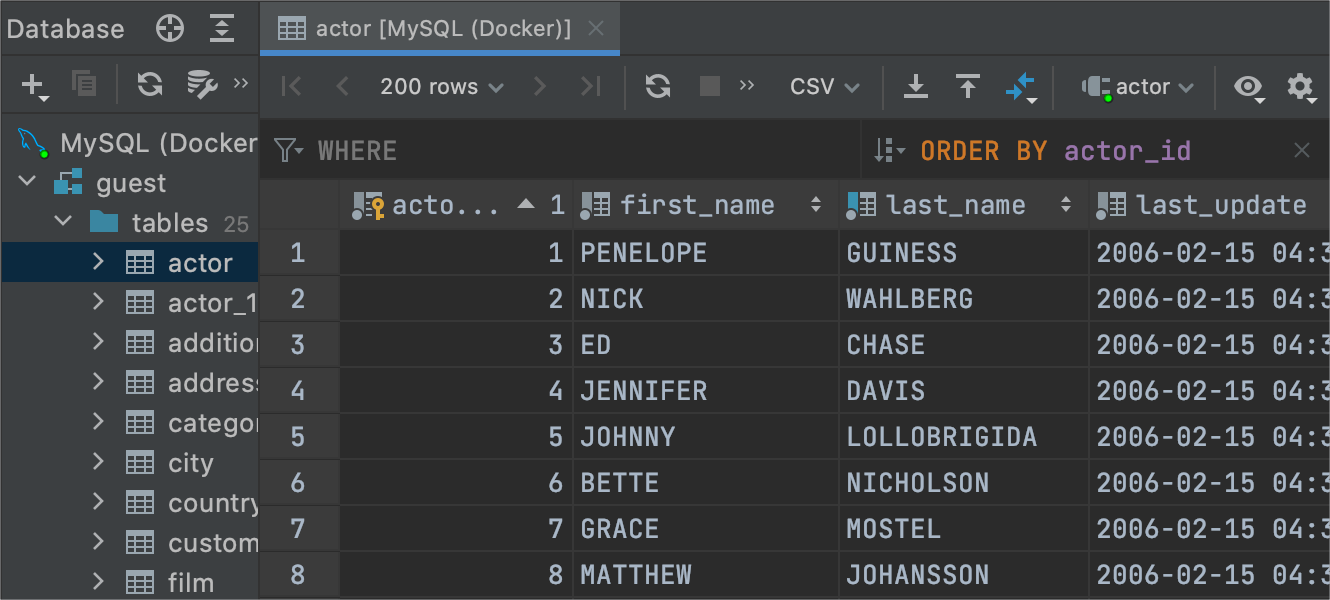 Database
actor [MySQL (Docker)]
200 rows
CSV
actor
MySQL (Docker
WHERE
ORDER BY actor_id
guest
tables 25
actor
actor_1
addition
address
categor
city
country
custom
film
acto... 1 first_name last_name last_update
1 1 PENELOPE GUINESS 2006-02-15 04:3
2 2 NICK WAHLBERG 2006-02-15 04:3
3 3 ED CHASE 2006-02-15 04:3
4 4 JENNIFER DAVIS 2006-02-15 04:3
5 5 JOHNNY LOLLOBRIGIDA 2006-02-15 04:3
6 6 BETTE NICHOLSON 2006-02-15 04:3
7 7 GRACE MOSTEL 2006-02-15 04:3
8 8 MATTHEW JOHANSSON 2006-02-15 04:3